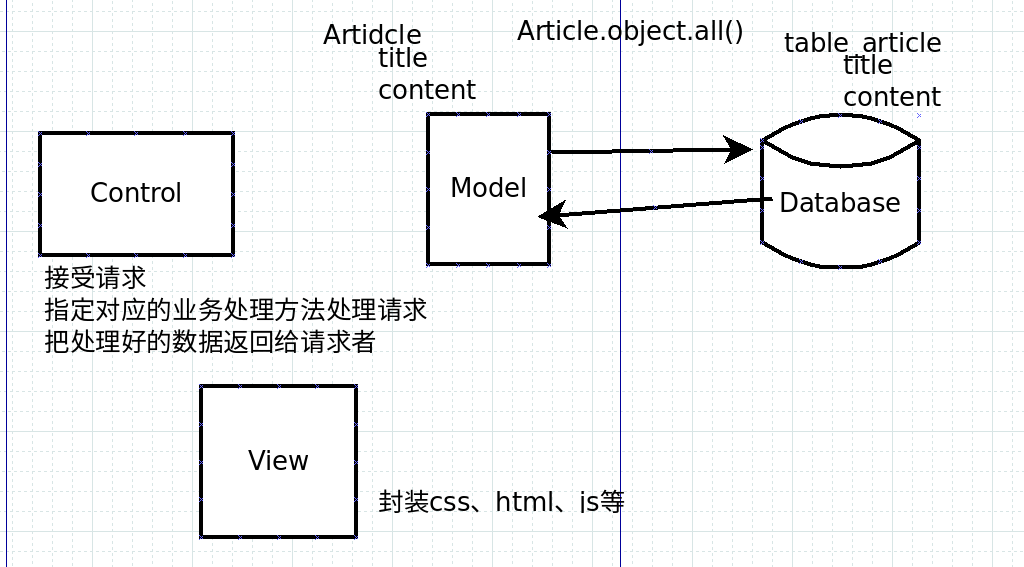 Artidcle
title
content
Article.object.all()
table_article
title
content
Control
Model
Database
接受请求
指定对应的业务处理方法处理请求
把处理好的数据返回给请求者
View
封装css、html、js等